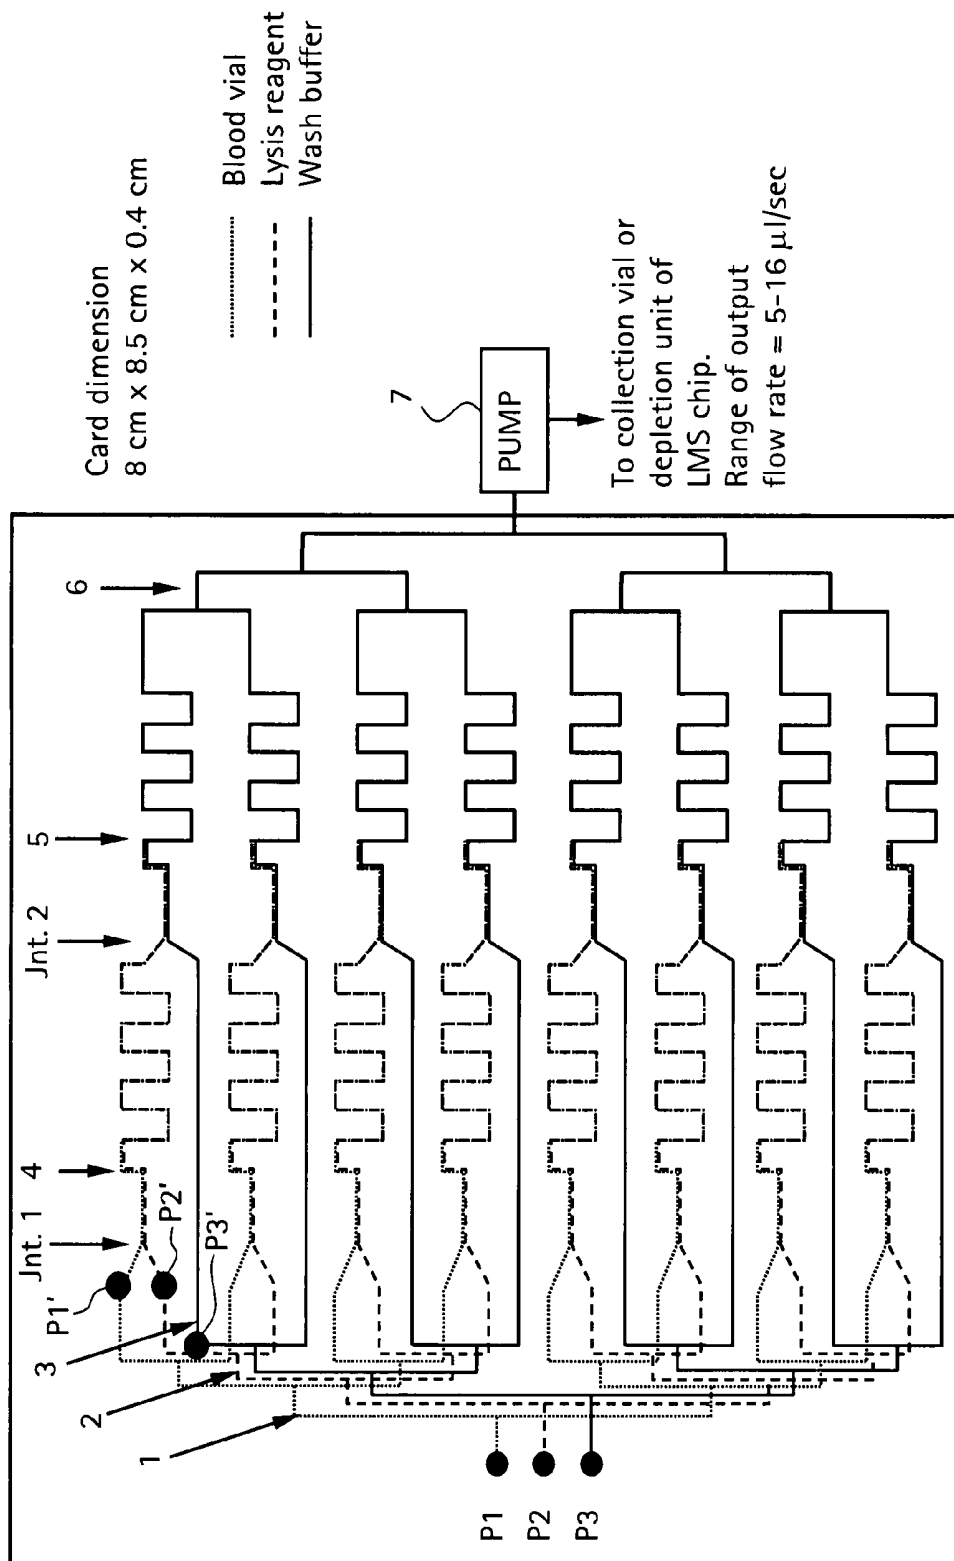 Card dimension
8 cm x 8.5 cm x 0.4 cm
Blood vial
Lysis reagent
Wash buffer
7
PUMP
To collection vial or
depletion unit of
LMS chip.
Range of output
flow rate = 5-16 µl/sec
6
5
Jnt. 2
4
Jnt. 1
P1'
P2'
P3'
3
2
1
P1
P2
P3